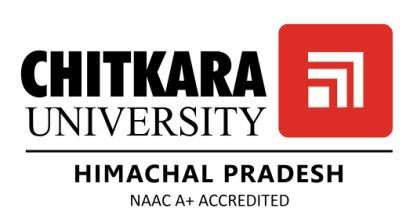 CHITKARA
UNIVERSITY
HIMACHAL PRADESH
NAAC A+ ACCREDITED